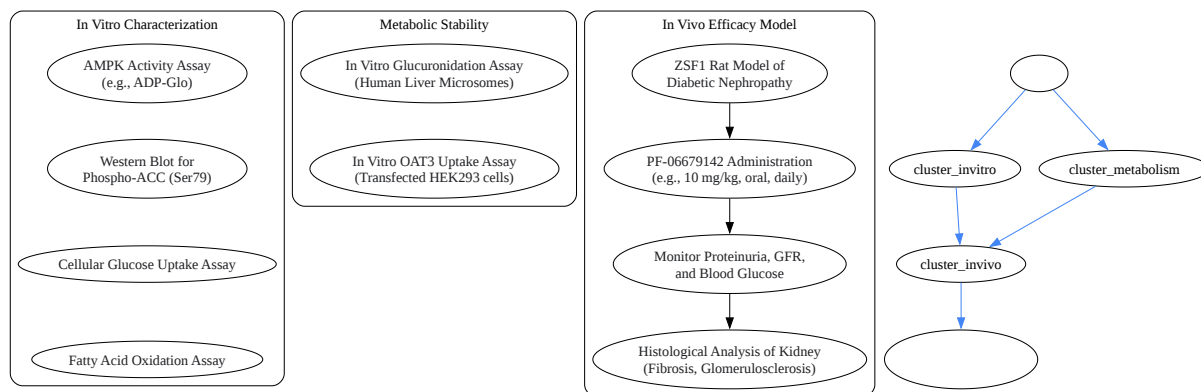 In Vitro Characterization
AMPK Activity Assay
(e.g., ADP-Glo)
Western Blot for
Phospho-ACC (Ser79)
Cellular Glucose Uptake Assay
Fatty Acid Oxidation Assay
Metabolic Stability
In Vitro Glucuronidation Assay
(Human Liver Microsomes)
In Vitro OAT3 Uptake Assay
(Transfected HEK293 cells)
In Vivo Efficacy Model
ZSF1 Rat Model of
Diabetic Nephropathy
PF-06679142 Administration
(e.g., 10 mg/kg, oral, daily)
Monitor Proteinuria, GFR,
and Blood Glucose
Histological Analysis of Kidney
(Fibrosis, Glomerulosclerosis)
cluster_invitro
cluster_metabolism
cluster_invivo